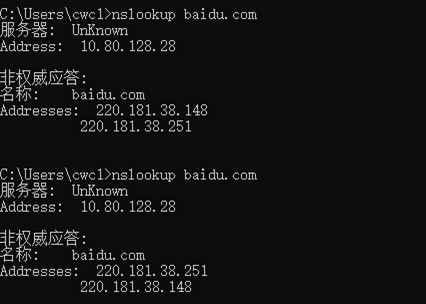 C:\Users\cwcl>nslookup baidu.com
服务器:  UnKnown
Address:  10.80.128.28
非权威应答:
名称:    baidu.com
Addresses:  220.181.38.148
220.181.38.251
C:\Users\cwcl>nslookup baidu.com
服务器:  UnKnown
Address:  10.80.128.28
非权威应答:
名称:    baidu.com
Addresses:  220.181.38.251
220.181.38.148